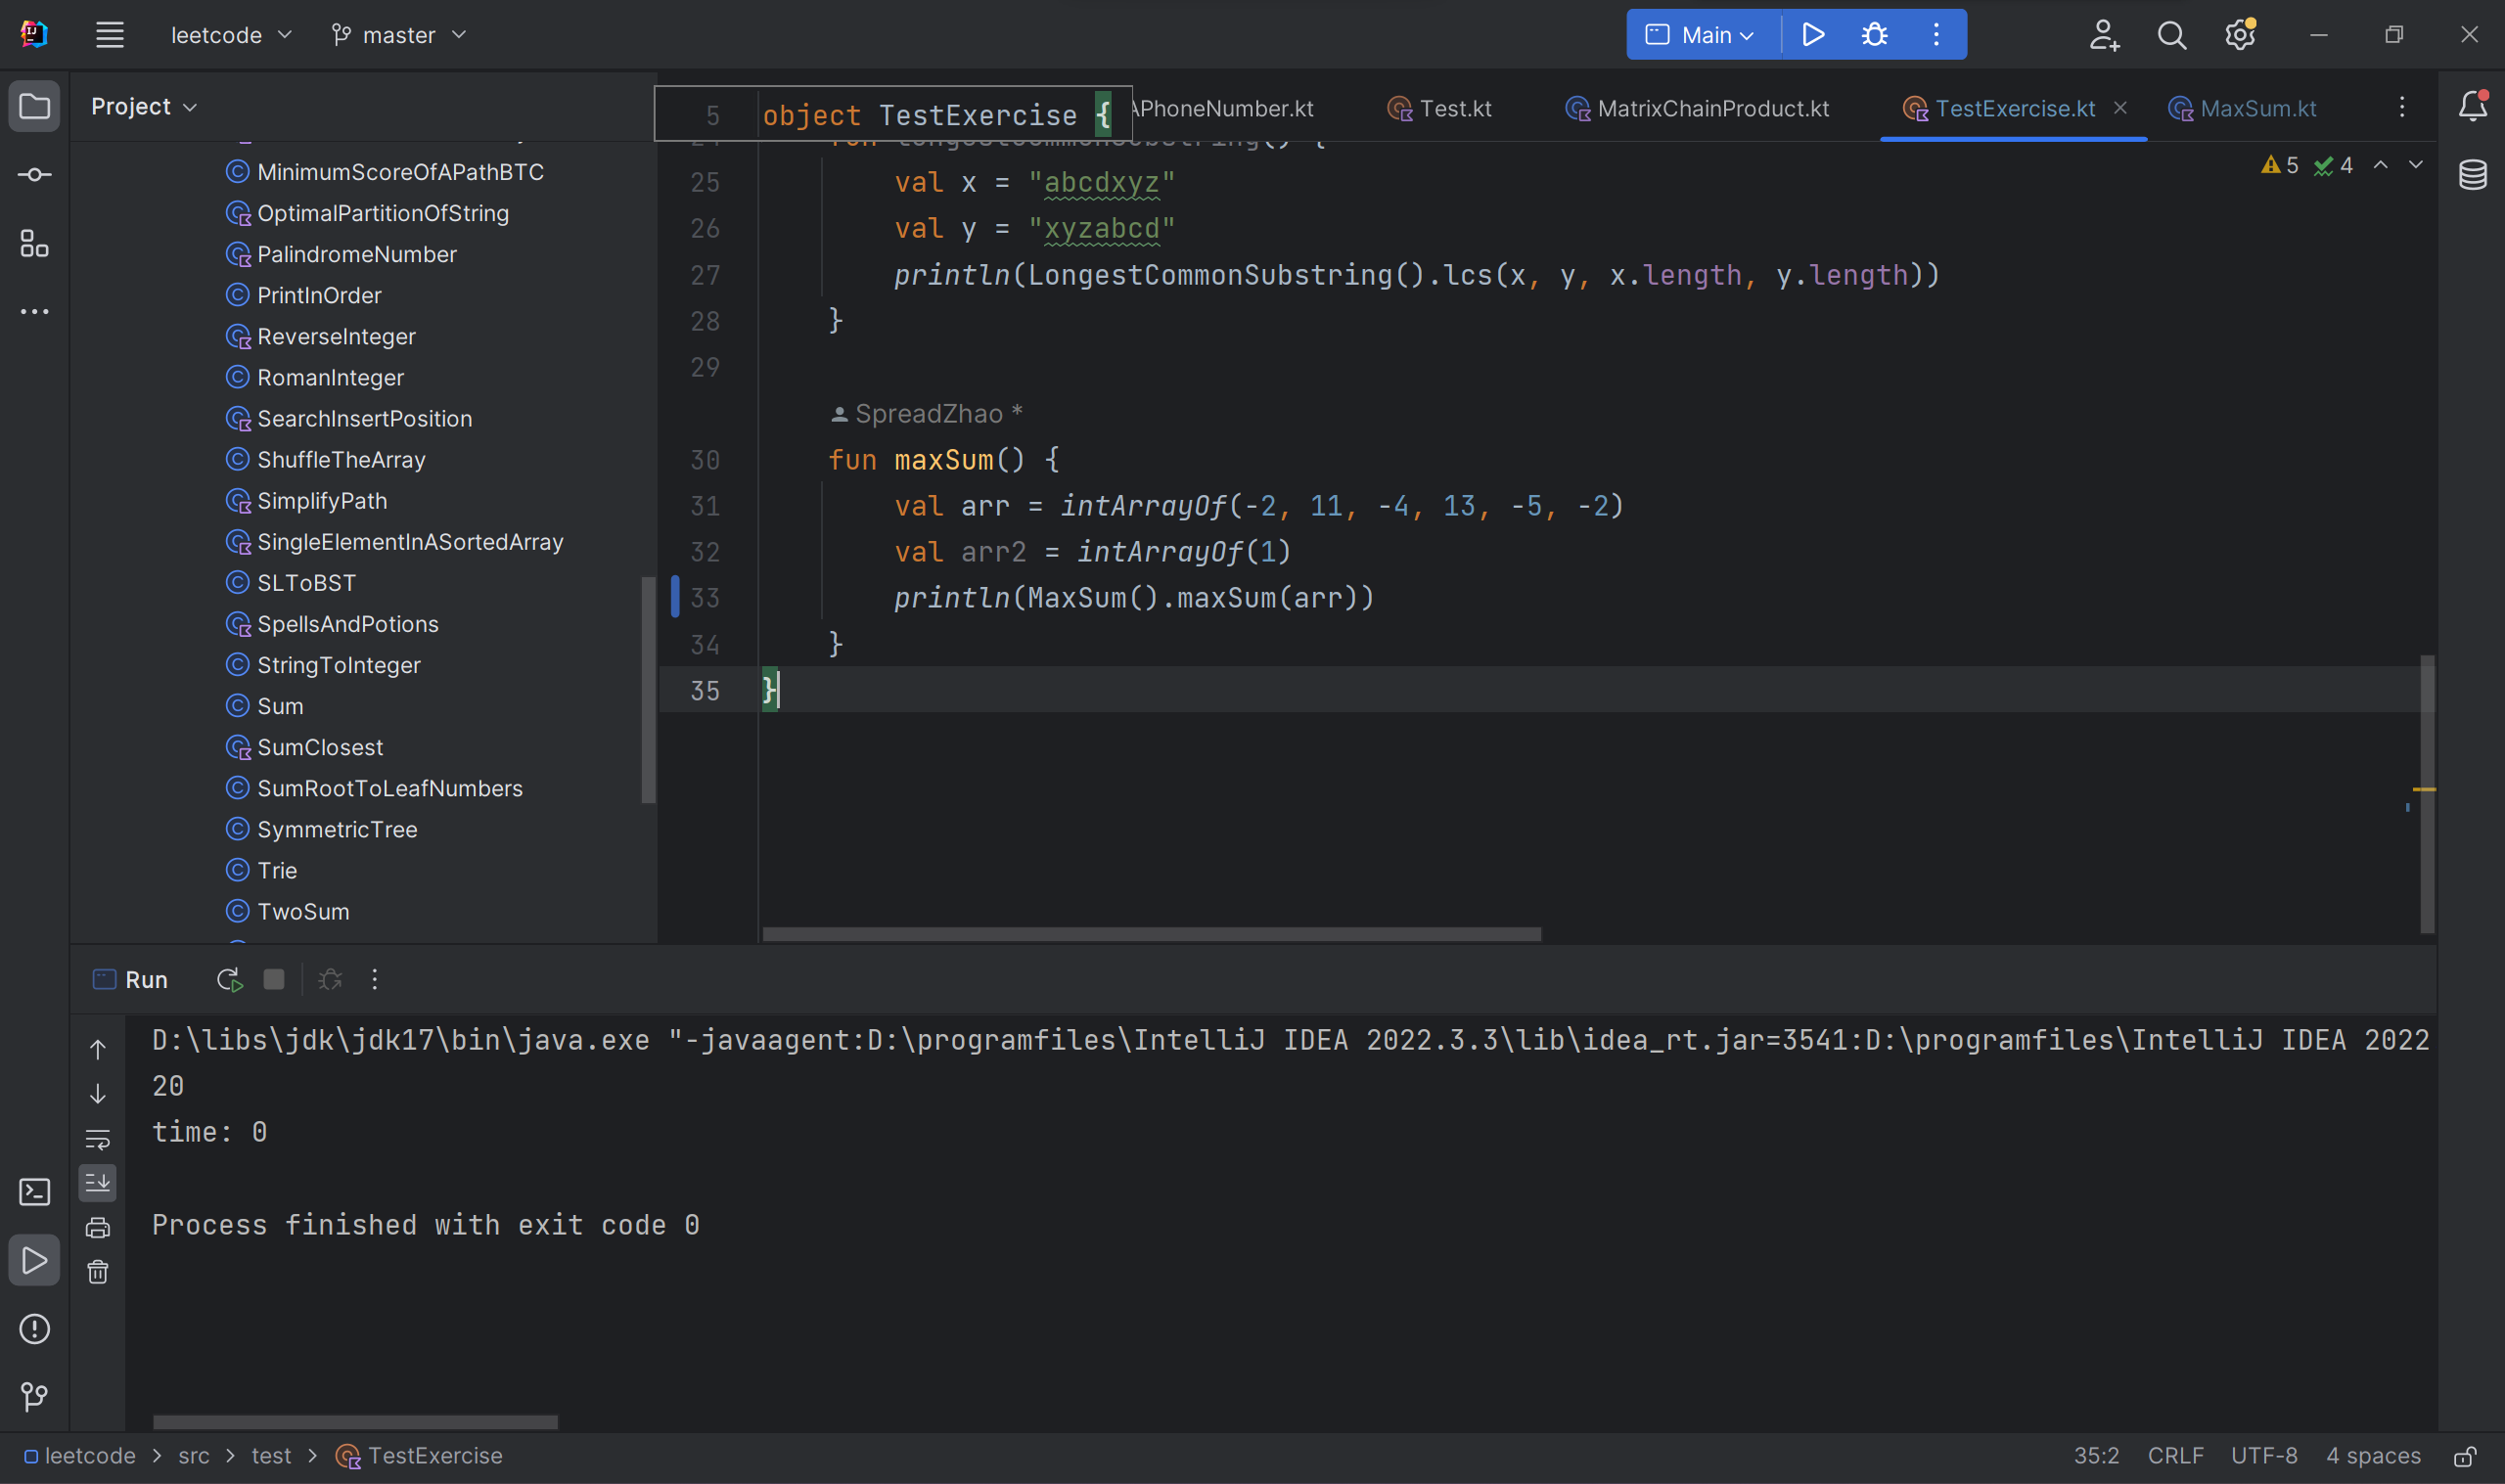 leetcode
master
Main
Project
5 object TestExercise {
APhoneNumber.kt
Test.kt
MatrixChainProduct.kt
TestExercise.kt
MaxSum.kt
5
4
MinimumScoreOfAPathBTC
OptimalPartitionOfString
PalindromeNumber
PrintInOrder
ReverseInteger
RomanInteger
SearchInsertPosition
ShuffleTheArray
SimplifyPath
SingleElementInASortedArray
SLToBST
SpellsAndPotions
StringToInteger
Sum
SumClosest
SumRootToLeafNumbers
SymmetricTree
Trie
TwoSum
25 val x = "abcdxyz"
26 val y = "xyzabcd"
27 println(LongestCommonSubstring().lcs(x, y, x.length, y.length))
28 }
29
SpreadZhao *
30 fun maxSum() {
31 val arr = intArrayOf(-2, 11, -4, 13, -5, -2)
32 val arr2 = intArrayOf(1)
33 println(MaxSum().maxSum(arr))
34 }
35 }
Run
D:\libs\jdk\jdk17\bin\java.exe "-javaagent:D:\programfiles\IntelliJ IDEA 2022.3.3\lib\idea_rt.jar=3541:D:\programfiles\IntelliJ IDEA 2022
20
time: 0
Process finished with exit code 0
leetcode > src > test > TestExercise
35:2 CRLF UTF-8 4 spaces